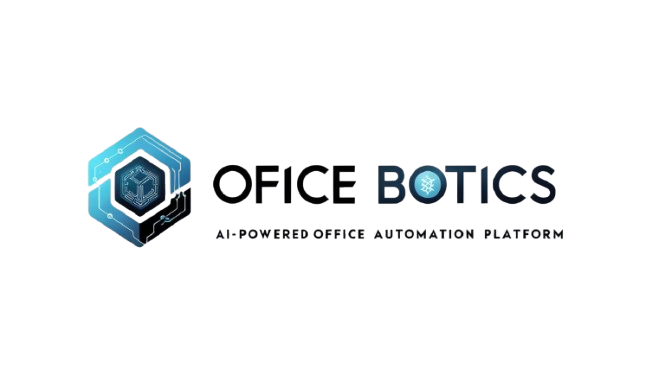 OFICE BOTICS
AI-POWERED OFFICE AUTOMATION PLATFORM